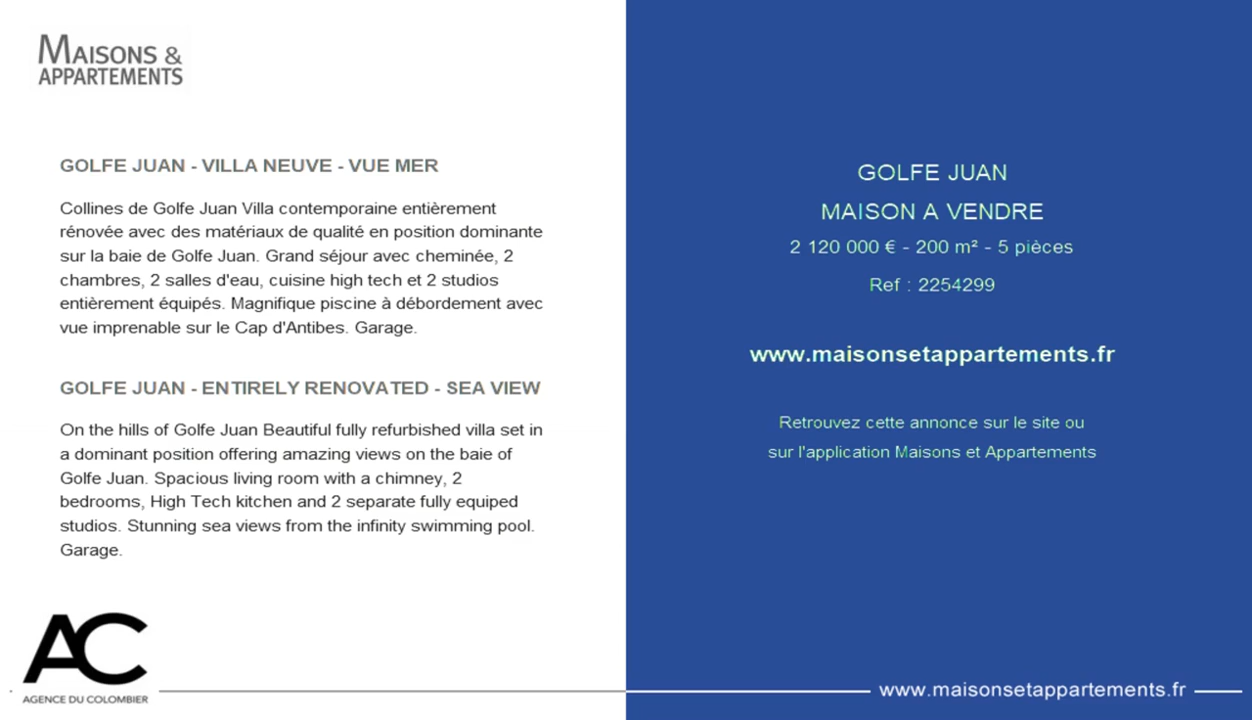 MAISONS &
APPARTEMENTS
GOLFE JUAN - VILLA NEUVE - VUE MER
Collines de Golfe Juan Villa contemporaine entièrement
rénovée avec des matériaux de qualité en position dominante
sur la baie de Golfe Juan. Grand séjour avec cheminée, 2
chambres, 2 salles d'eau, cuisine high tech et 2 studios
entièrement équipés. Magnifique piscine à débordement avec
vue imprenable sur le Cap d'Antibes. Garage.
GOLFE JUAN - ENTIRELY RENOVATED - SEA VIEW
On the hills of Golfe Juan Beautiful fully refurbished villa set in
a dominant position offering amazing views on the baie of
Golfe Juan. Spacious living room with a chimney, 2
bedrooms, High Tech kitchen and 2 separate fully equiped
studios. Stunning sea views from the infinity swimming pool.
Garage.
AC
AGENCE DU COLOMBIER
GOLFE JUAN
MAISON A VENDRE
2 120 000 € - 200 m² - 5 pièces
Ref : 2254299
www.maisonsetappartements.fr
Retrouvez cette annonce sur le site ou
sur l'application Maisons et Appartements
www.maisonsetappartements.fr